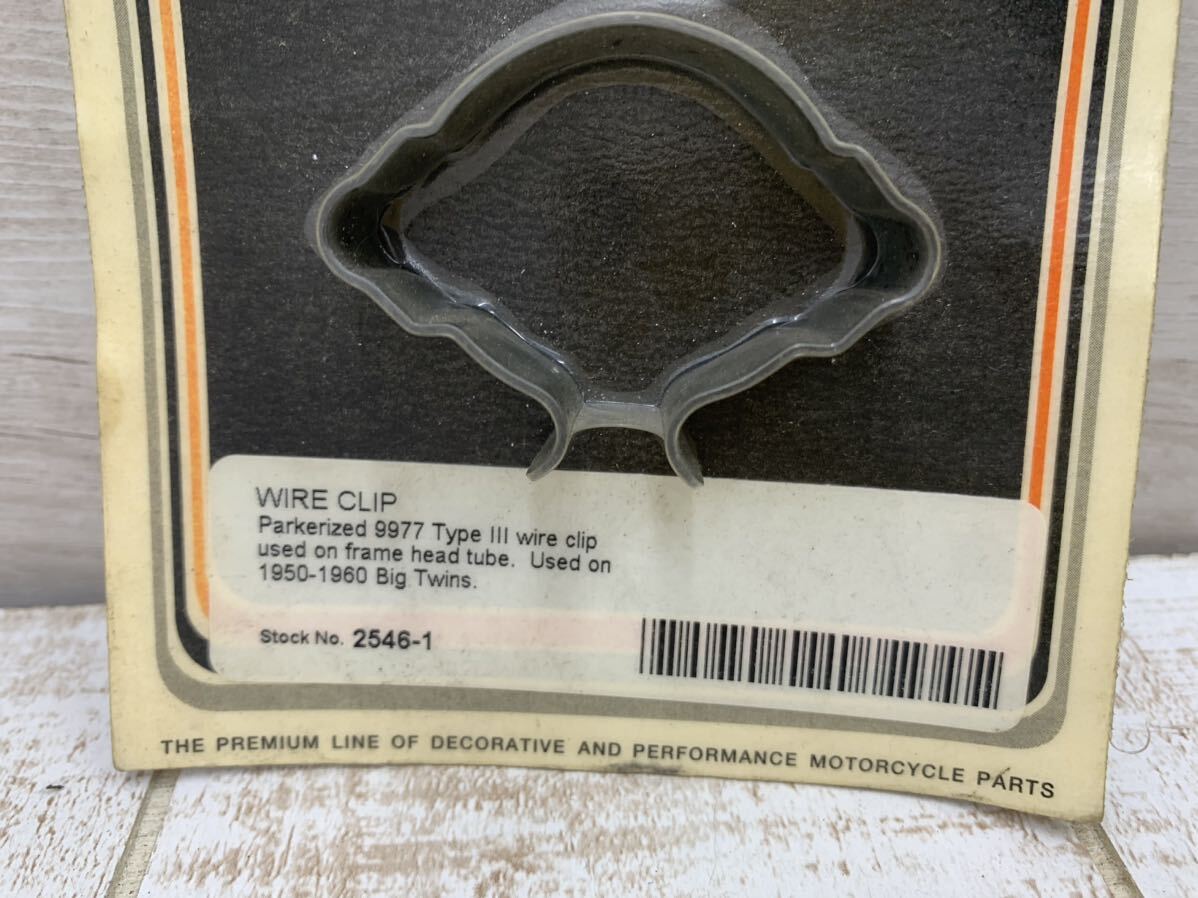 WIRE CLIP
Parkerized 9977 Type III wire clip
used on frame head tube. Used on
1950-1960 Big Twins.
Stock No. 2546-1
THE PREMIUM LINE OF DECORATIVE AND PERFORMANCE MOTORCYCLE PARTS